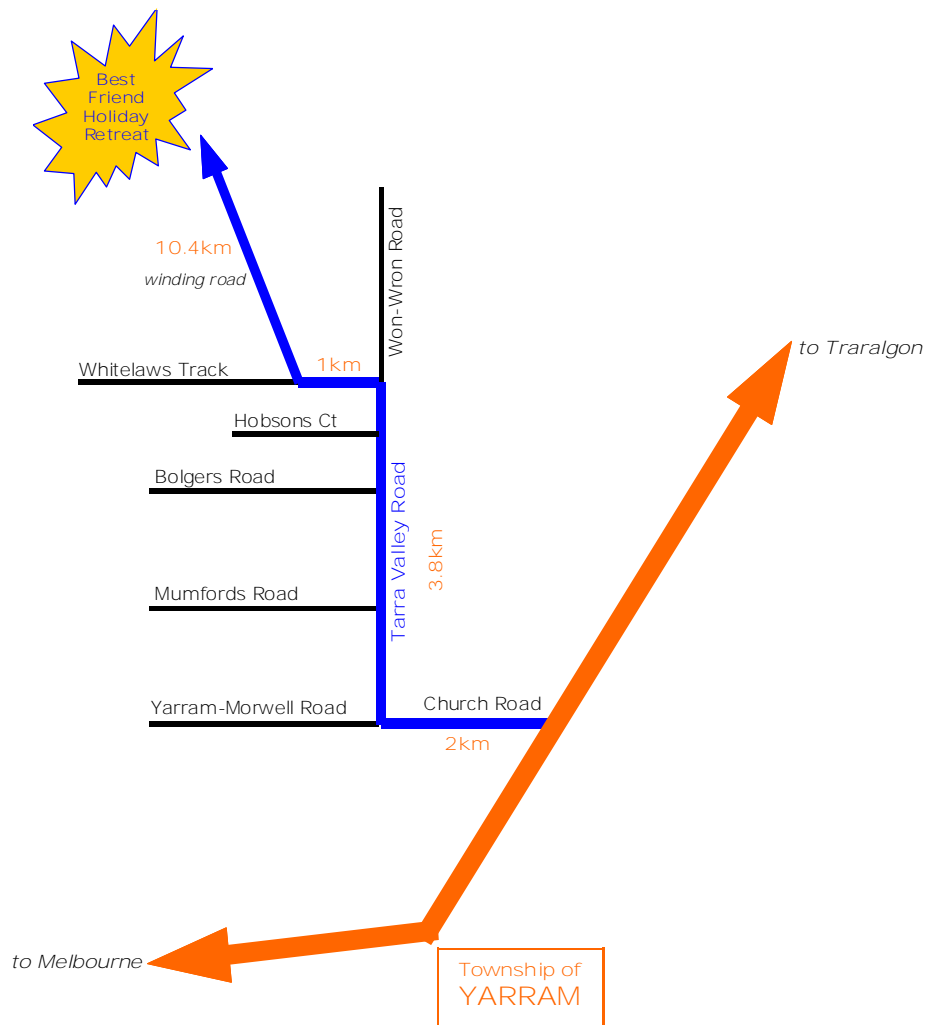 Best
Friend
Holiday
Retreat
10.4km
winding road
Won-Wron Road
to Traralgon
1km
Whitelaws Track
Hobsons Ct
Bolgers Road
Tarra Valley Road
3.8km
Mumfords Road
Yarram-Morwell Road
Church Road
2km
to Melbourne
Township of
YARRAM